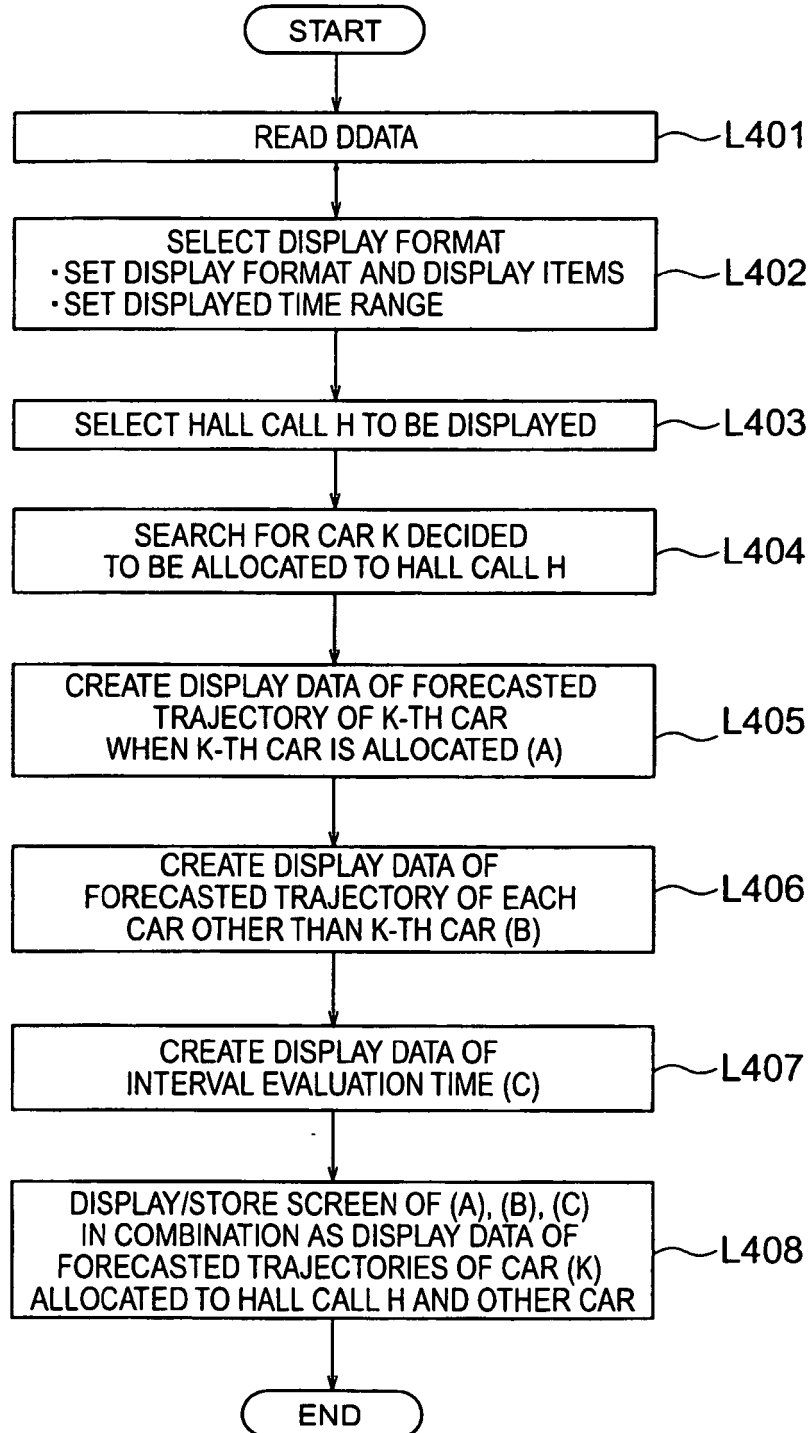 START
READ DDATA
L401
SELECT DISPLAY FORMAT
・SET DISPLAY FORMAT AND DISPLAY ITEMS
・SET DISPLAYED TIME RANGE
L402
SELECT HALL CALL H TO BE DISPLAYED
L403
SEARCH FOR CAR K DECIDED
TO BE ALLOCATED TO HALL CALL H
L404
CREATE DISPLAY DATA OF FORECASTED
TRAJECTORY OF K-TH CAR
WHEN K-TH CAR IS ALLOCATED (A)
L405
CREATE DISPLAY DATA OF
FORECASTED TRAJECTORY OF EACH
CAR OTHER THAN K-TH CAR (B)
L406
CREATE DISPLAY DATA OF
INTERVAL EVALUATION TIME (C)
L407
DISPLAY/STORE SCREEN OF (A), (B), (C)
IN COMBINATION AS DISPLAY DATA OF
FORECASTED TRAJECTORIES OF CAR (K)
ALLOCATED TO HALL CALL H AND OTHER CAR
L408
END